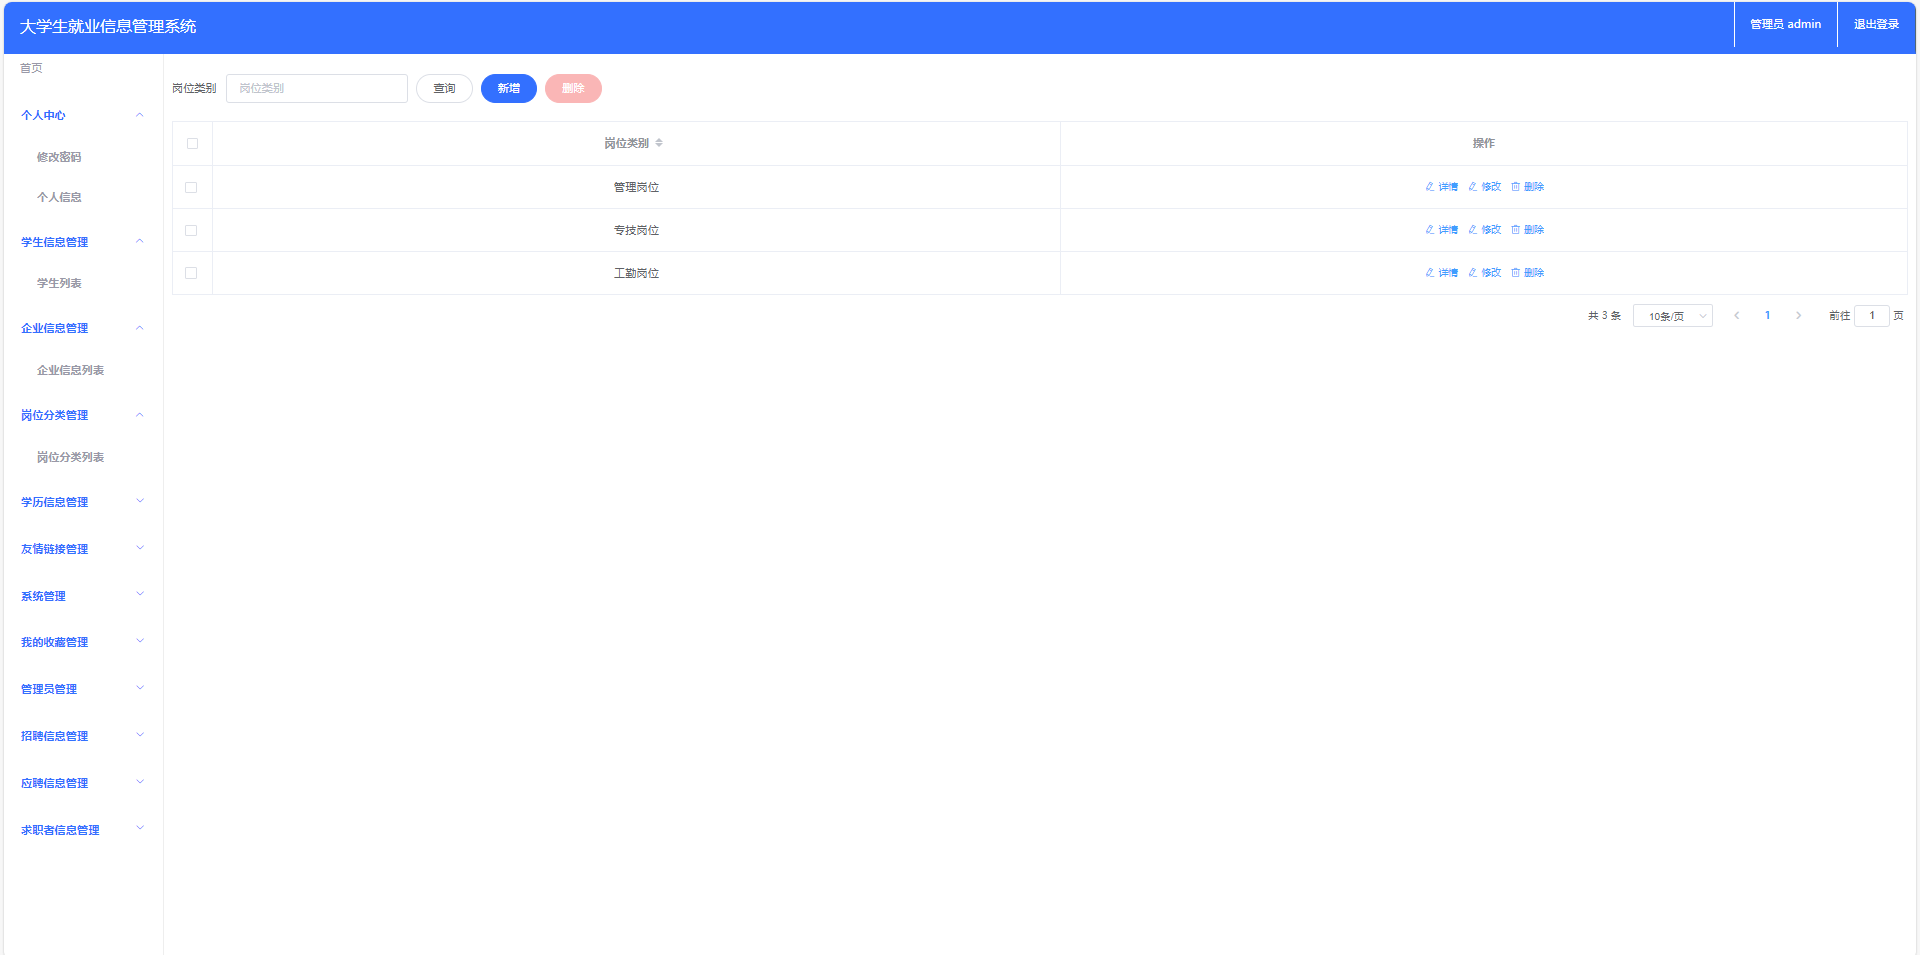 大学生就业信息管理系统
管理员 admin
退出登录
首页
个人中心
修改密码
个人信息
学生信息管理
学生列表
企业信息管理
企业信息列表
岗位分类管理
岗位分类列表
学历信息管理
友情链接管理
系统管理
我的收藏管理
管理员管理
招聘信息管理
应聘信息管理
求职者信息管理
岗位类别 岗位类别 查询 新增 删除
岗位类别 操作
管理岗位 详情 修改 删除
专技岗位 详情 修改 删除
工勤岗位 详情 修改 删除
共 3 条 10条/页 1 前往 1 页